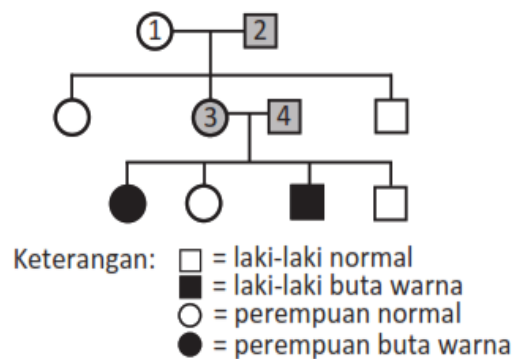 1 2
3 4
Keterangan: = laki-laki normal
= laki-laki buta warna
= perempuan normal
= perempuan buta warna